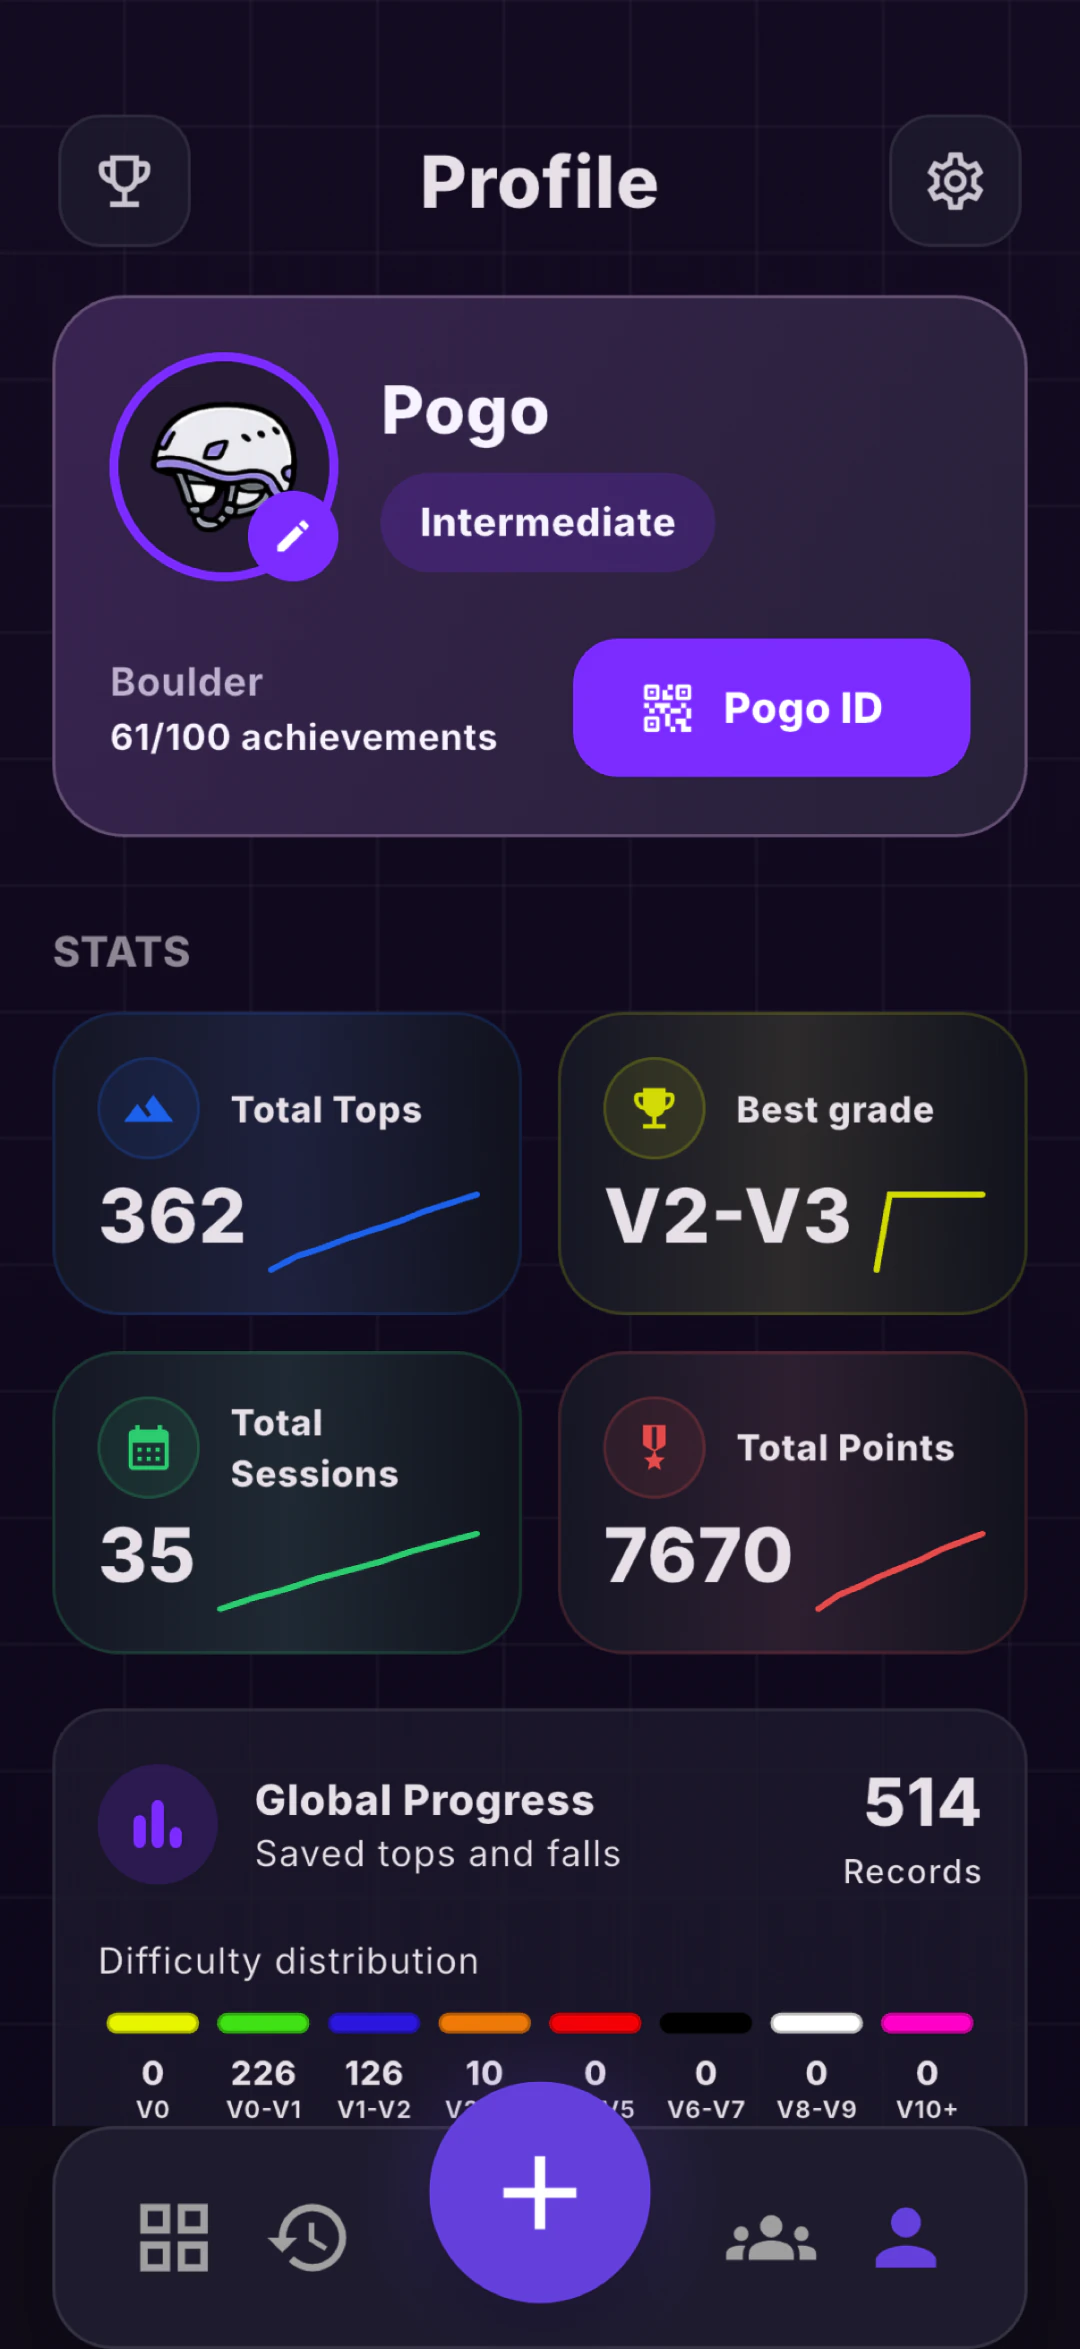 Profile
Pogo
Intermediate
Boulder
61/100 achievements
Pogo ID
STATS
Total Tops
362
Best grade
V2-V3
Total
Sessions
35
Total Points
7670
Global Progress
Saved tops and falls
514
Records
Difficulty distribution
0 226 126 10 0 0 0 0
V0 V0-V1 V1-V2 V6-V7 V8-V9 V10+